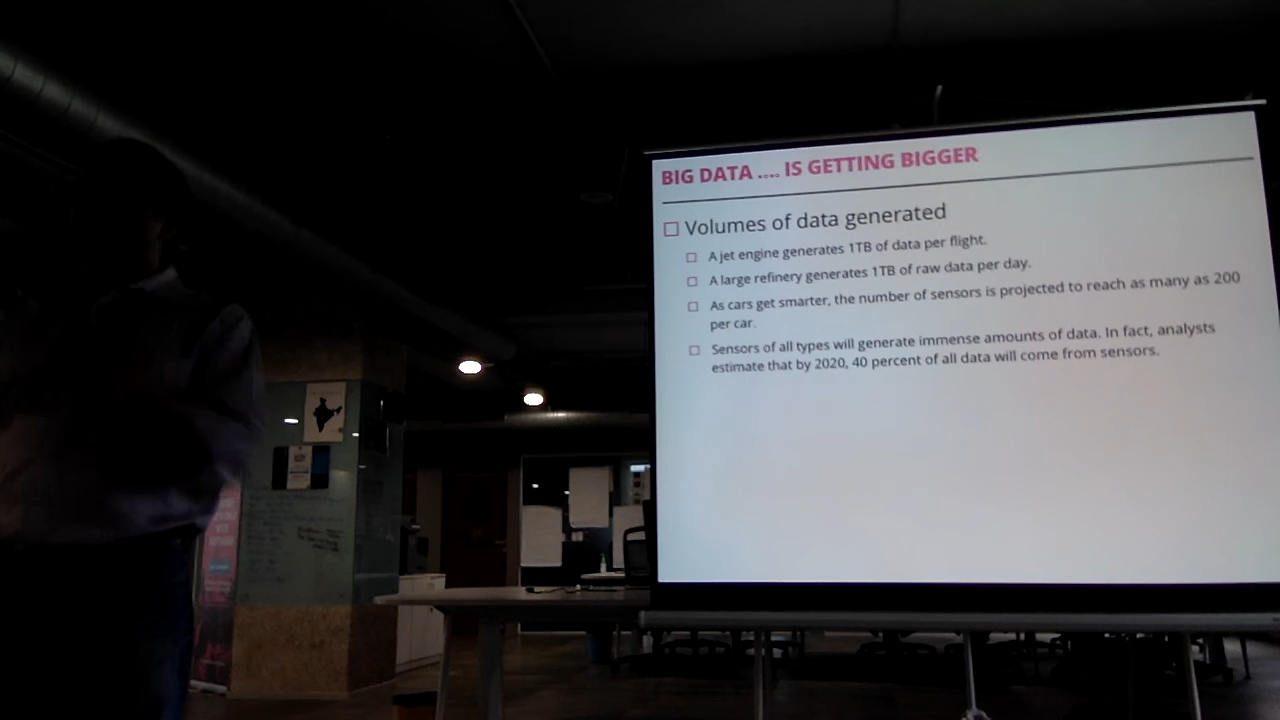 BIG DATA .... IS GETTING BIGGER
Volumes of data generated
A jet engine generates 1TB of data per flight.
A large refinery generates 1TB of raw data per day.
As cars get smarter, the number of sensors is projected to reach as many as 200
per car.
Sensors of all types will generate immense amounts of data. In fact, analysts
estimate that by 2020, 40 percent of all data will come from sensors.